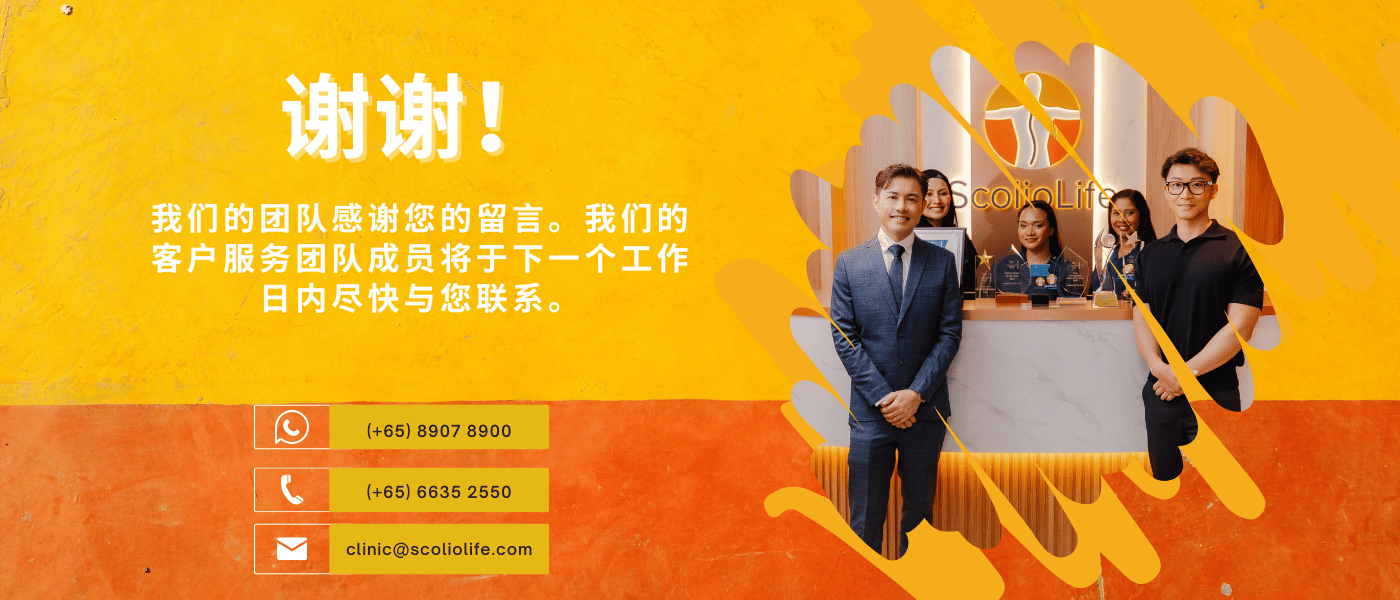 谢谢!
我们的团队感谢您的留言。我们的
客户服务团队成员将于下一个工作
日内尽快与您联系。
(+65) 8907 8900
(+65) 6635 2550
clinic@scoliolife.com
ScolioLife